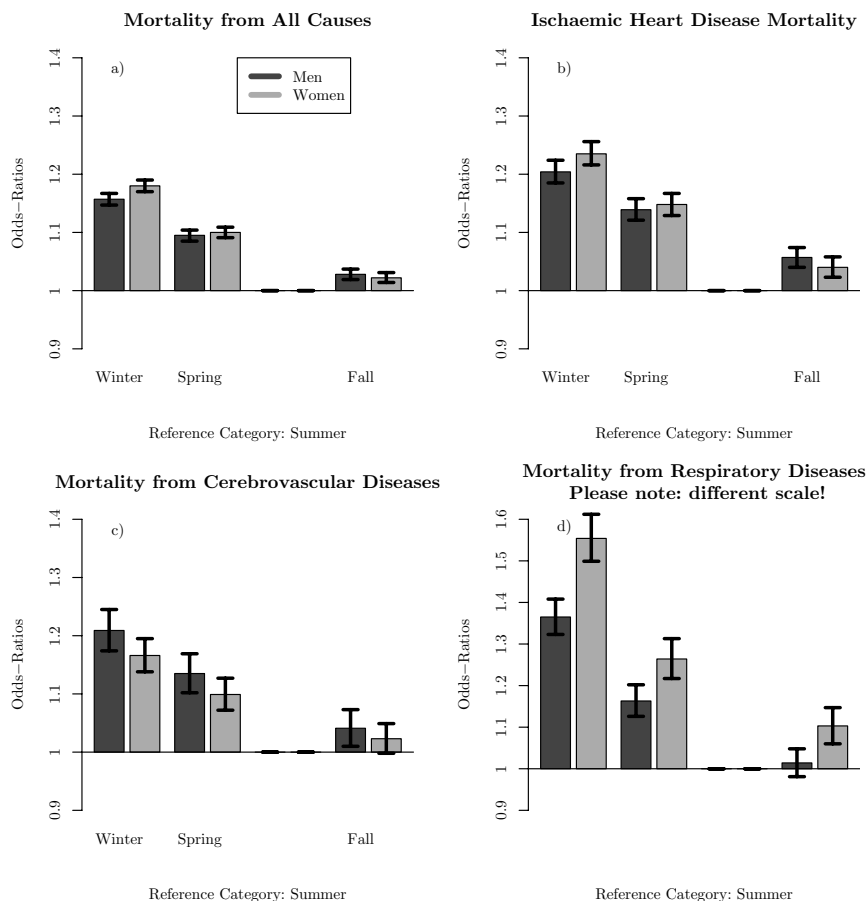 Mortality from All Causes
a)
Men
Women
Odds−Ratios
0.9 1 1.1 1.2 1.3 1.4
Winter Spring Fall
Reference Category: Summer
Ischaemic Heart Disease Mortality
b)
Odds−Ratios
0.9 1 1.1 1.2 1.3 1.4
Winter Spring Fall
Reference Category: Summer
Mortality from Cerebrovascular Diseases
c)
Odds−Ratios
0.9 1 1.1 1.2 1.3 1.4
Winter Spring Fall
Reference Category: Summer
Mortality from Respiratory Diseases
Please note: different scale!
d)
Odds−Ratios
0.9 1 1.1 1.2 1.3 1.4 1.5 1.6
Reference Category: Summer